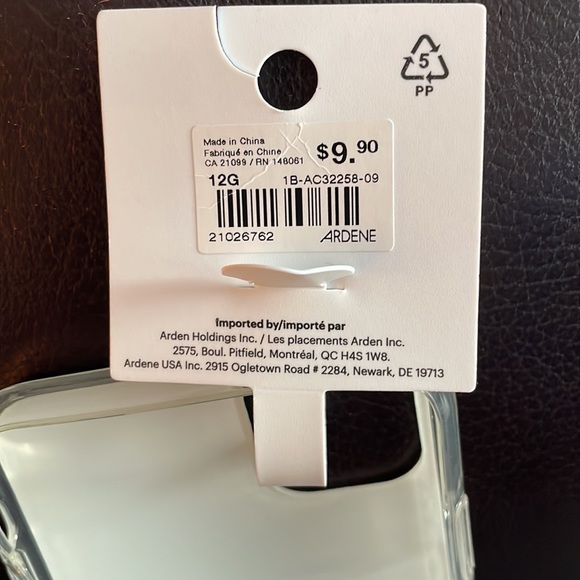 5
PP
Made in China
Fabriqué en Chine
CA 21099 / RN 148061
$9.90
12G 1B-AC32258-09
21026762 ARDENE
Imported by/importé par
Arden Holdings Inc. / Les placements Arden Inc.
2575, Boul. Pitfield, Montréal, QC H4S 1W8.
Ardene USA Inc. 2915 Ogletown Road # 2284, Newark, DE 19713